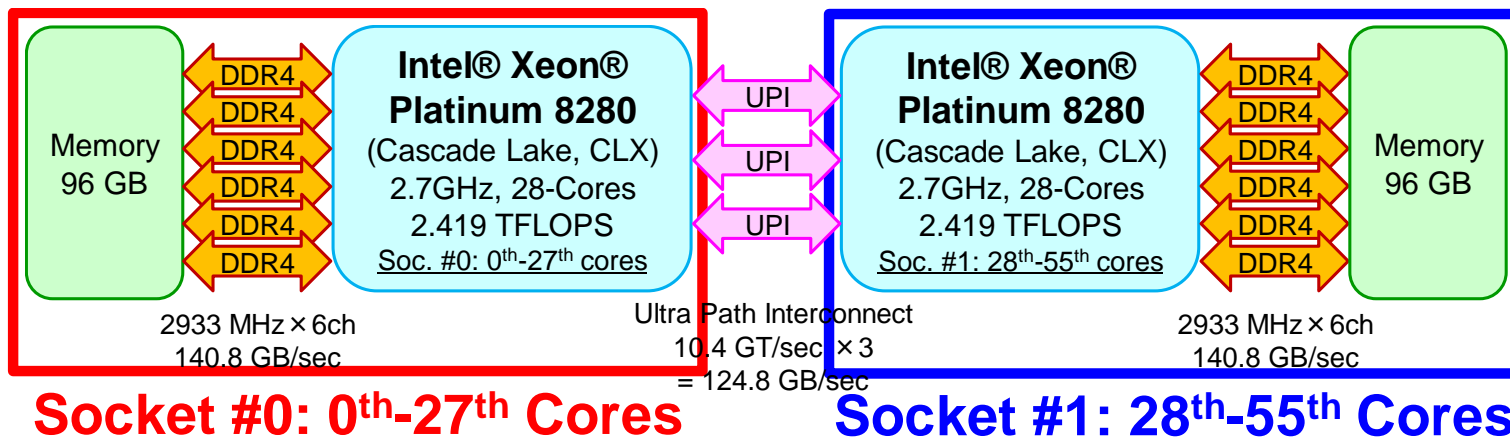 Memory
96 GB
DDR4
DDR4
DDR4
DDR4
DDR4
DDR4
Intel® Xeon®
Platinum 8280
(Cascade Lake, CLX)
2.7GHz, 28-Cores
2.419 TFLOPS
Soc. #0: 0th-27th cores
2933 MHz×6ch
140.8 GB/sec
UPI
UPI
UPI
Ultra Path Interconnect
10.4 GT/sec ×3
= 124.8 GB/sec
Intel® Xeon®
Platinum 8280
(Cascade Lake, CLX)
2.7GHz, 28-Cores
2.419 TFLOPS
Soc. #1: 28th-55th cores
DDR4
DDR4
DDR4
DDR4
DDR4
DDR4
Memory
96 GB
2933 MHz×6ch
140.8 GB/sec
Socket #0: 0th-27th Cores
Socket #1: 28th-55th Cores